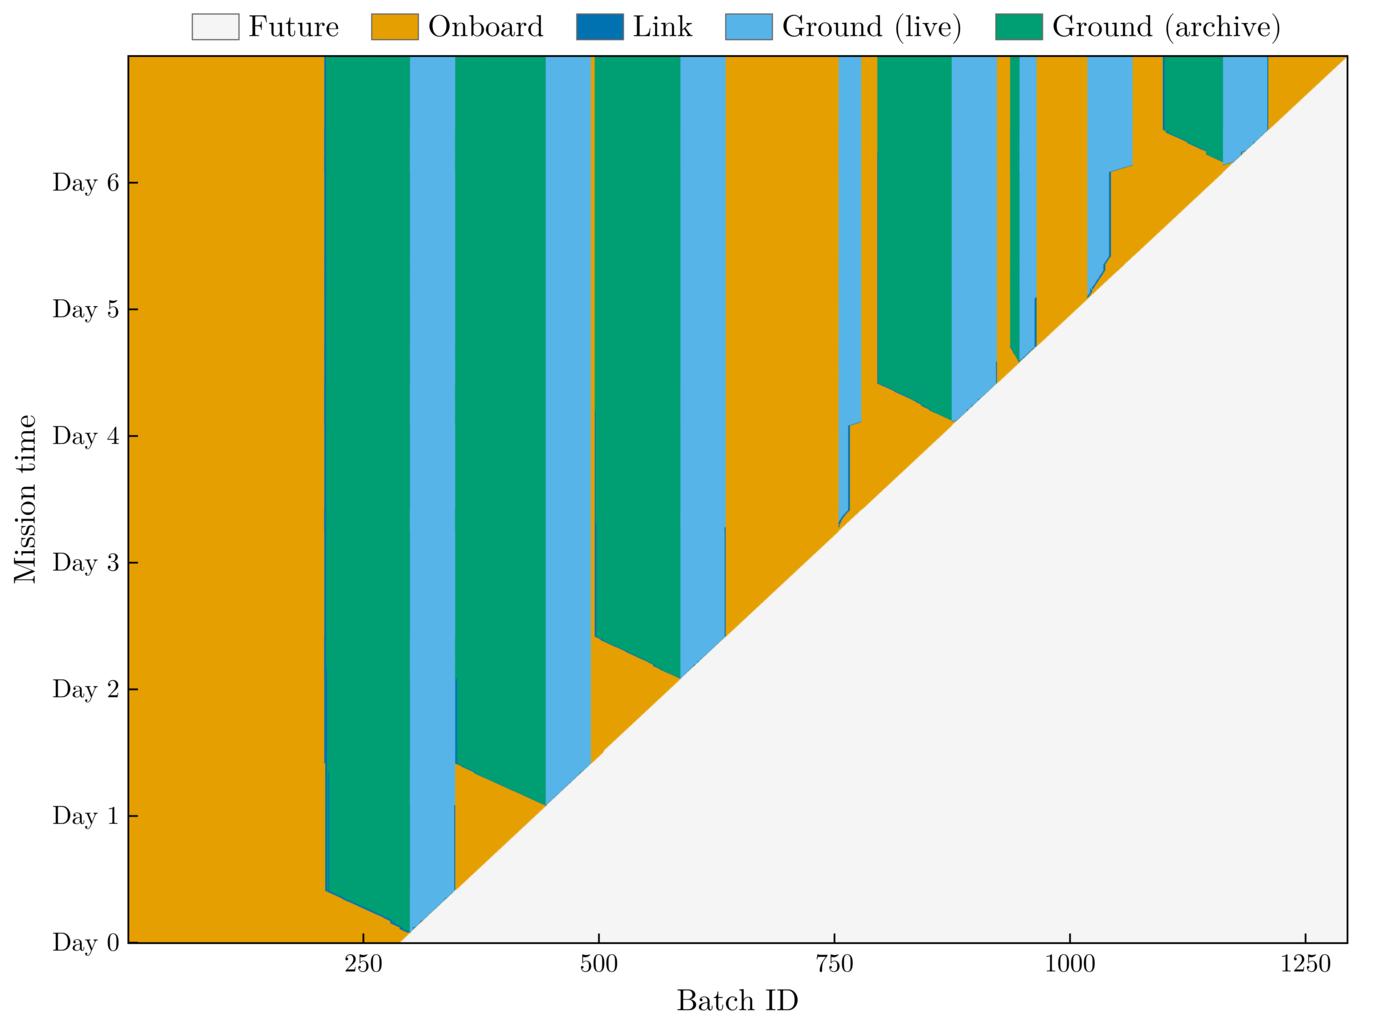 Future Onboard Link Ground (live) Ground (archive)
Day 6
Day 5
Day 4
Day 3
Day 2
Day 1
Day 0
Mission time
250 500 750 1000 1250
Batch ID